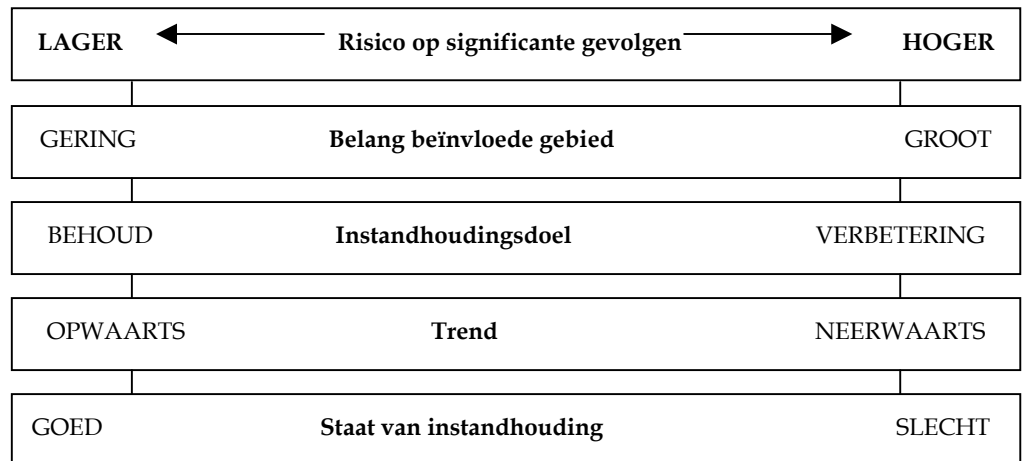 LAGER Risico op significante gevolgen HOGER
GERING Belang beïnvloede gebied GROOT
BEHOUD Instandhoudingsdoel VERBETERING
OPWAARTS Trend NEERWAARTS
GOED Staat van instandhouding SLECHT